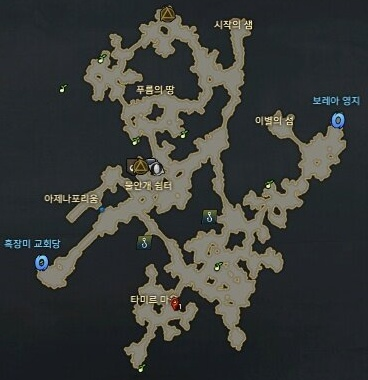 시작의 샘
푸름의 땅
보레아 영지
이별의 섬
물안개 쉼터
아제나포리움
흑장미 교회당
타미르 마
1